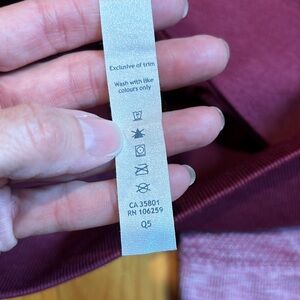 Exclusive of trim
Wash with like
colours only
CA 35801
RN 106259
Q5